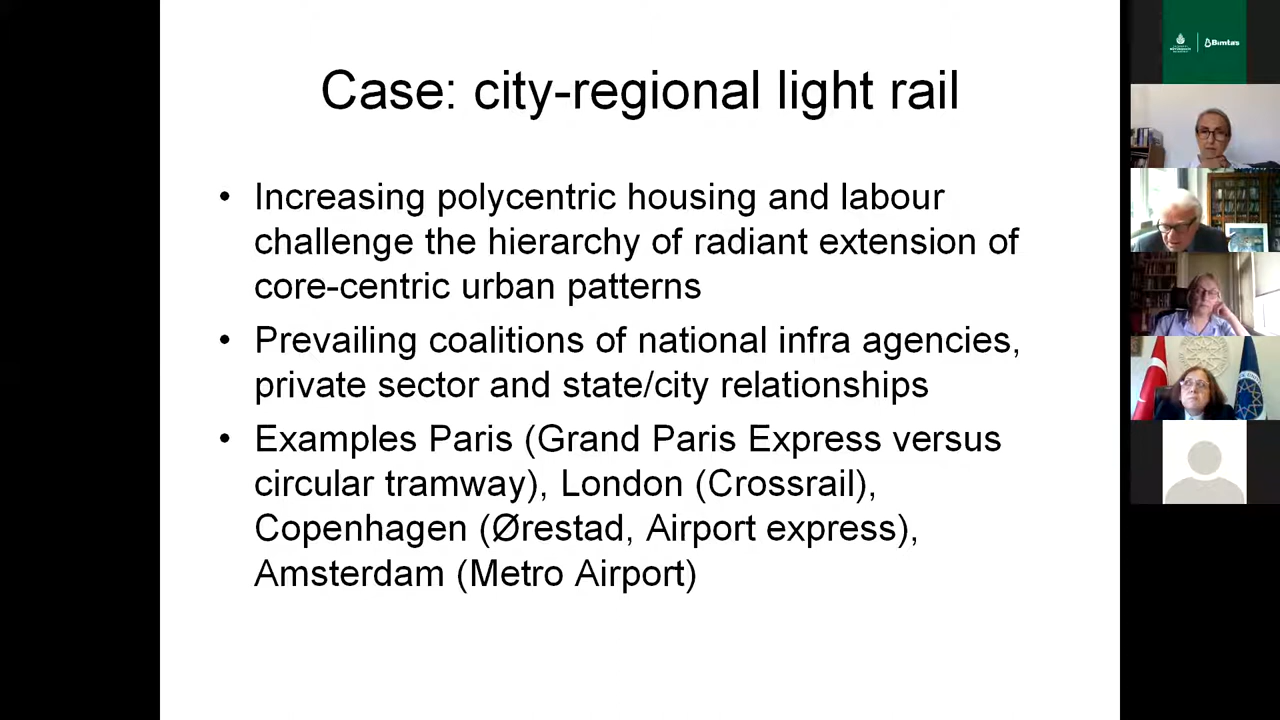 Case: city-regional light rail
• Increasing polycentric housing and labour
challenge the hierarchy of radiant extension of
core-centric urban patterns
• Prevailing coalitions of national infra agencies,
private sector and state/city relationships
• Examples Paris (Grand Paris Express versus
circular tramway), London (Crossrail),
Copenhagen (Ørestad, Airport express),
Amsterdam (Metro Airport)
Bimtaş